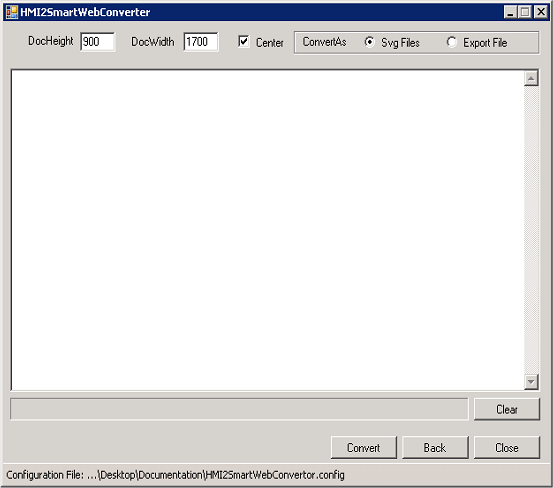 HMI2SmartWebConverter
DocHeight 900 DocWidth 1700 Center ConvertAs Svg Files Export File
Clear
Convert Back Close
Configuration File: ...\Desktop\Documentation\HMI2SmartWebConvertor.config